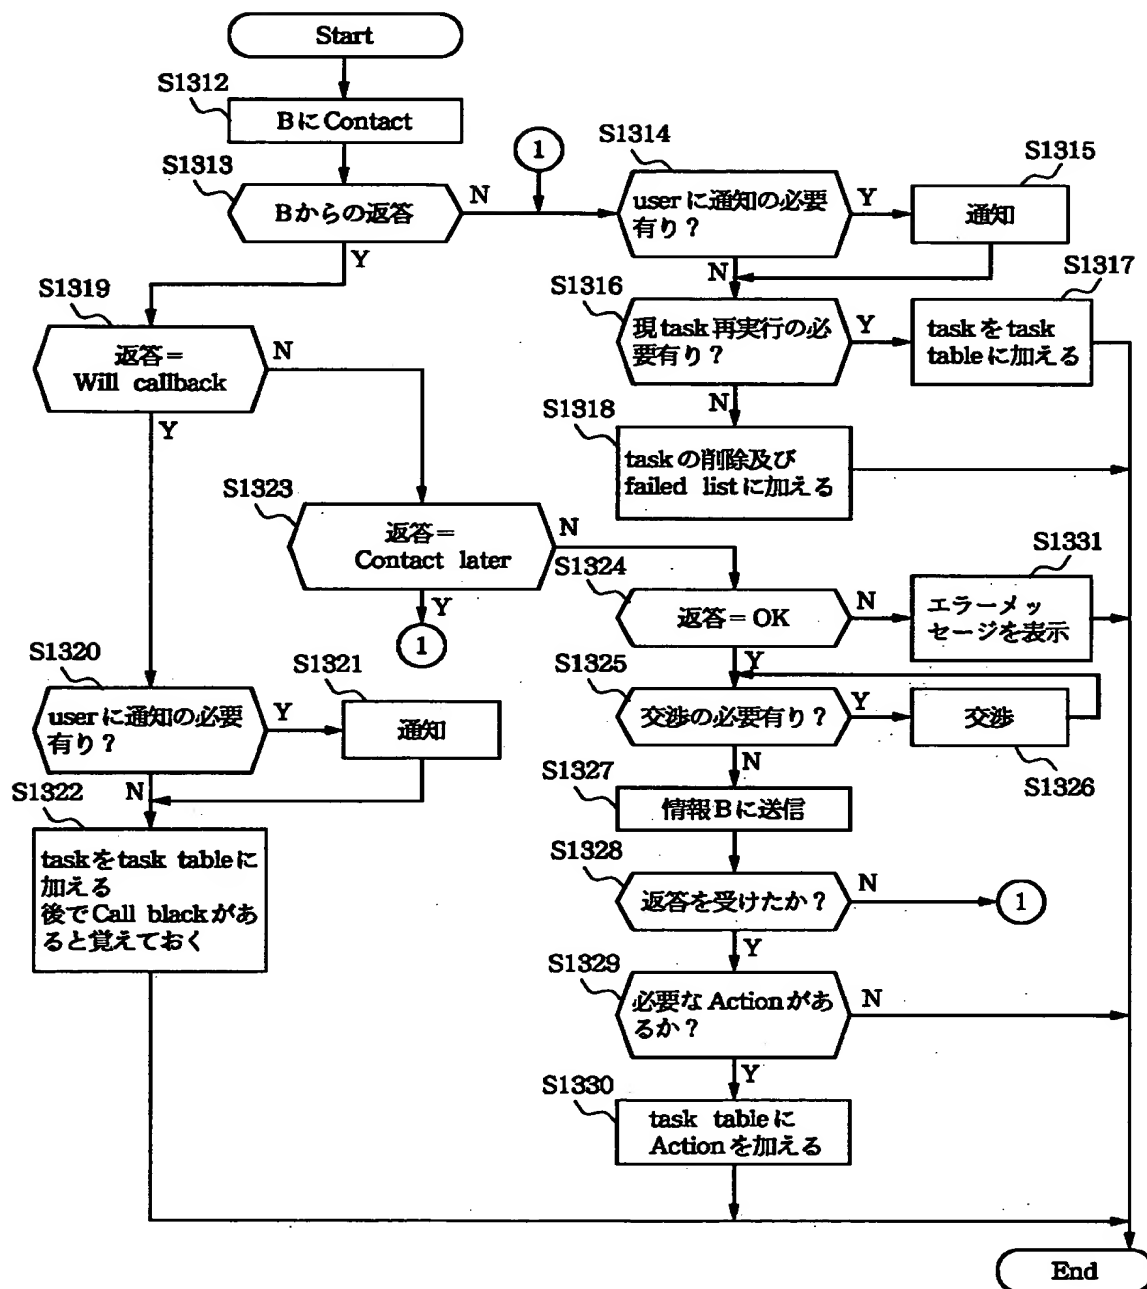 Start
S1312
BにContact
S1313
Bからの返答
N
Y
1
S1314
userに通知の必要
有り？
Y
N
S1315
通知
S1316
現task再実行の必
要有り？
Y
N
S1317
taskをtask
tableに加える
S1318
taskの削除及び
failed listに加える
S1319
返答＝
Will callback
N
Y
S1323
返答＝
Contact later
N
Y
1
S1324
返答＝OK
N
Y
S1331
エラーメッ
セージを表示
S1320
userに通知の必要
有り？
Y
N
S1321
通知
S1322
taskをtask tableに
加える
後でCall blackがあ
ると覚えておく
S1325
交渉の必要有り？
Y
N
交渉
S1326
S1327
情報Bに送信
S1328
返答を受けたか？
N
1
Y
S1329
必要なActionがあ
るか？
N
Y
S1330
task tableに
Actionを加える
End